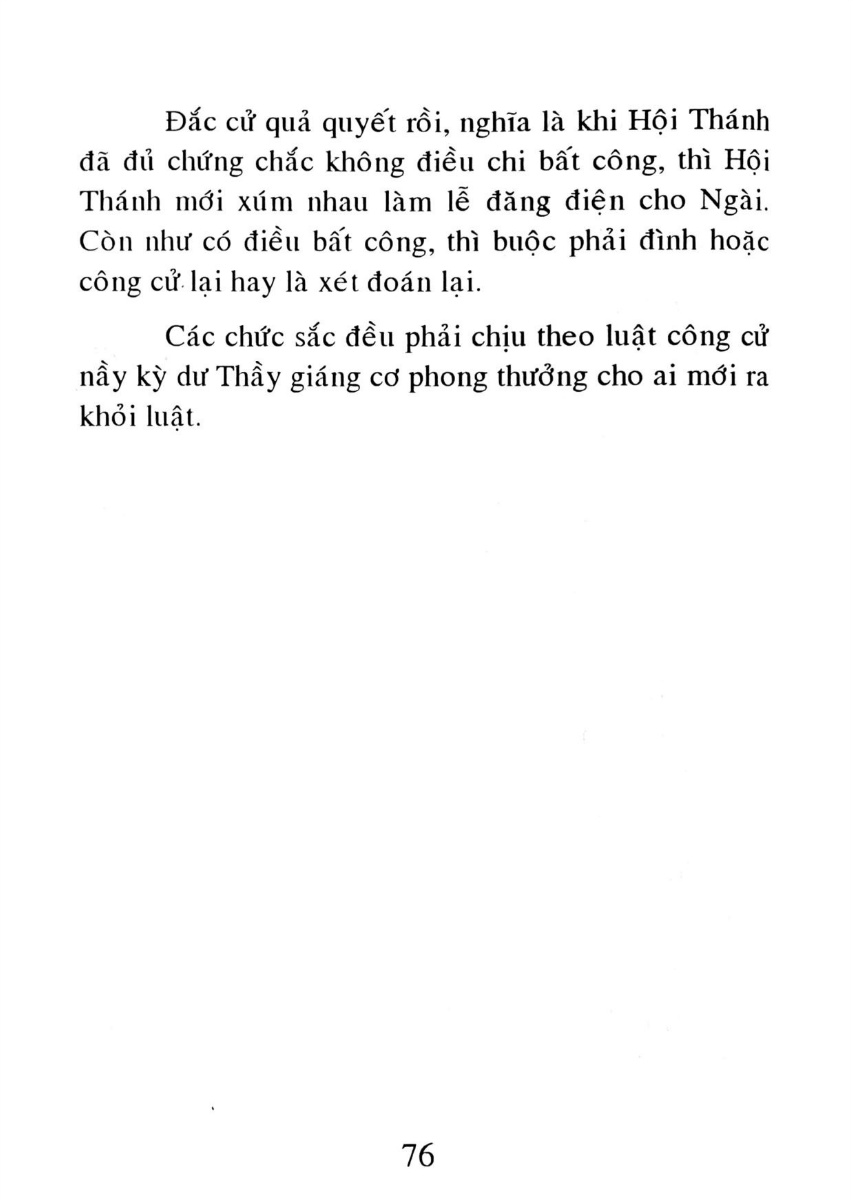 Đắc cử quả quyết rồi, nghĩa là khi Hội Thánh
đã đủ chứng chắc không điều chi bất công, thì Hội
Thánh mới xúm nhau làm lễ đăng điện cho Ngài.
Còn như có điều bất công, thì buộc phải đình hoặc
công cử lại hay là xét đoán lại.
Các chức sắc đều phải chịu theo luật công cử
nầy kỳ dư Thầy giáng cơ phong thưởng cho ai mới ra
khỏi luật.
76